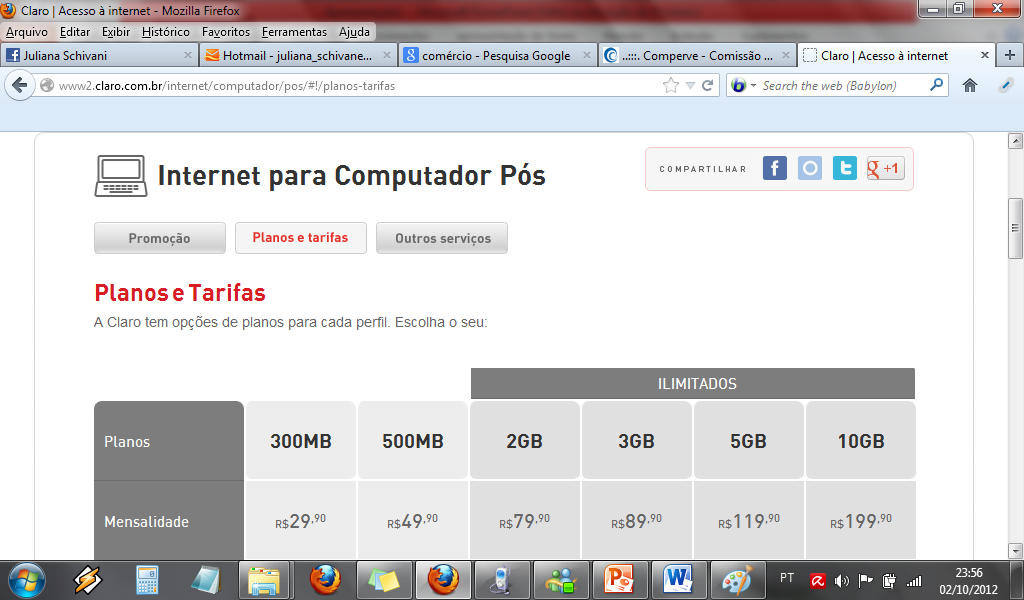 Claro | Acesso à internet - Mozilla Firefox
Arquivo Editar Exibir Histórico Favoritos Ferramentas Ajuda
Juliana Schivani
Hotmail - juliana_schivane...
comércio - Pesquisa Google
..:::. Comperve - Comissão ...
Claro | Acesso à internet
www2.claro.com.br/internet/computador/pos/#!/planos-tarifas
Search the web (Babylon)
Internet para Computador Pós
COMPARTILHAR
+1
Promoção
Planos e tarifas
Outros serviços
Planos e Tarifas
A Claro tem opções de planos para cada perfil. Escolha o seu:
ILIMITADOS
Planos 300MB 500MB 2GB 3GB 5GB 10GB
Mensalidade R$29,90 R$49,90 R$79,90 R$89,90 R$119,90 R$199,90
PT
23:56
02/10/2012